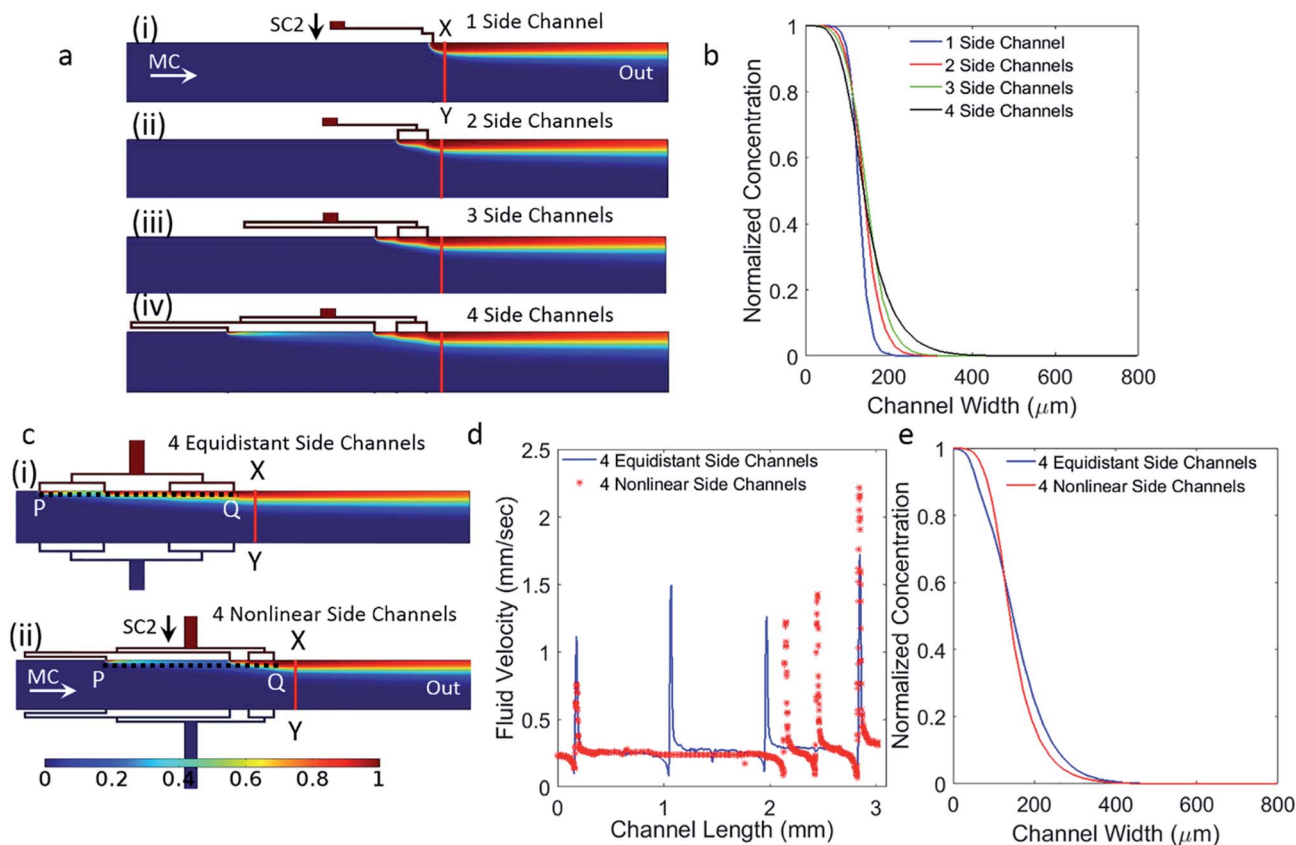 a
(i)
SC2
1 Side Channel
X
MC
Out
Y
(ii)
2 Side Channels
(iii)
3 Side Channels
(iv)
4 Side Channels
b
Normalized Concentration
1
0.8
0.6
0.4
0.2
0
1 Side Channel
2 Side Channels
3 Side Channels
4 Side Channels
0 200 400 600 800
Channel Width (μm)
c
4 Equidistant Side Channels
(i)
X
P
Q
Y
4 Nonlinear Side Channels
(ii)
SC2
X
MC
P
Q
Out
Y
0 0.2 0.4 0.6 0.8 1
d
Fluid Velocity (mm/sec)
2.5
2
1.5
1
0.5
0
4 Equidistant Side Channels
4 Nonlinear Side Channels
0 1 2 3
Channel Length (mm)
e
Normalized Concentration
1
0.8
0.6
0.4
0.2
0
4 Equidistant Side Channels
4 Nonlinear Side Channels
0 200 400 600 800
Channel Width (μm)